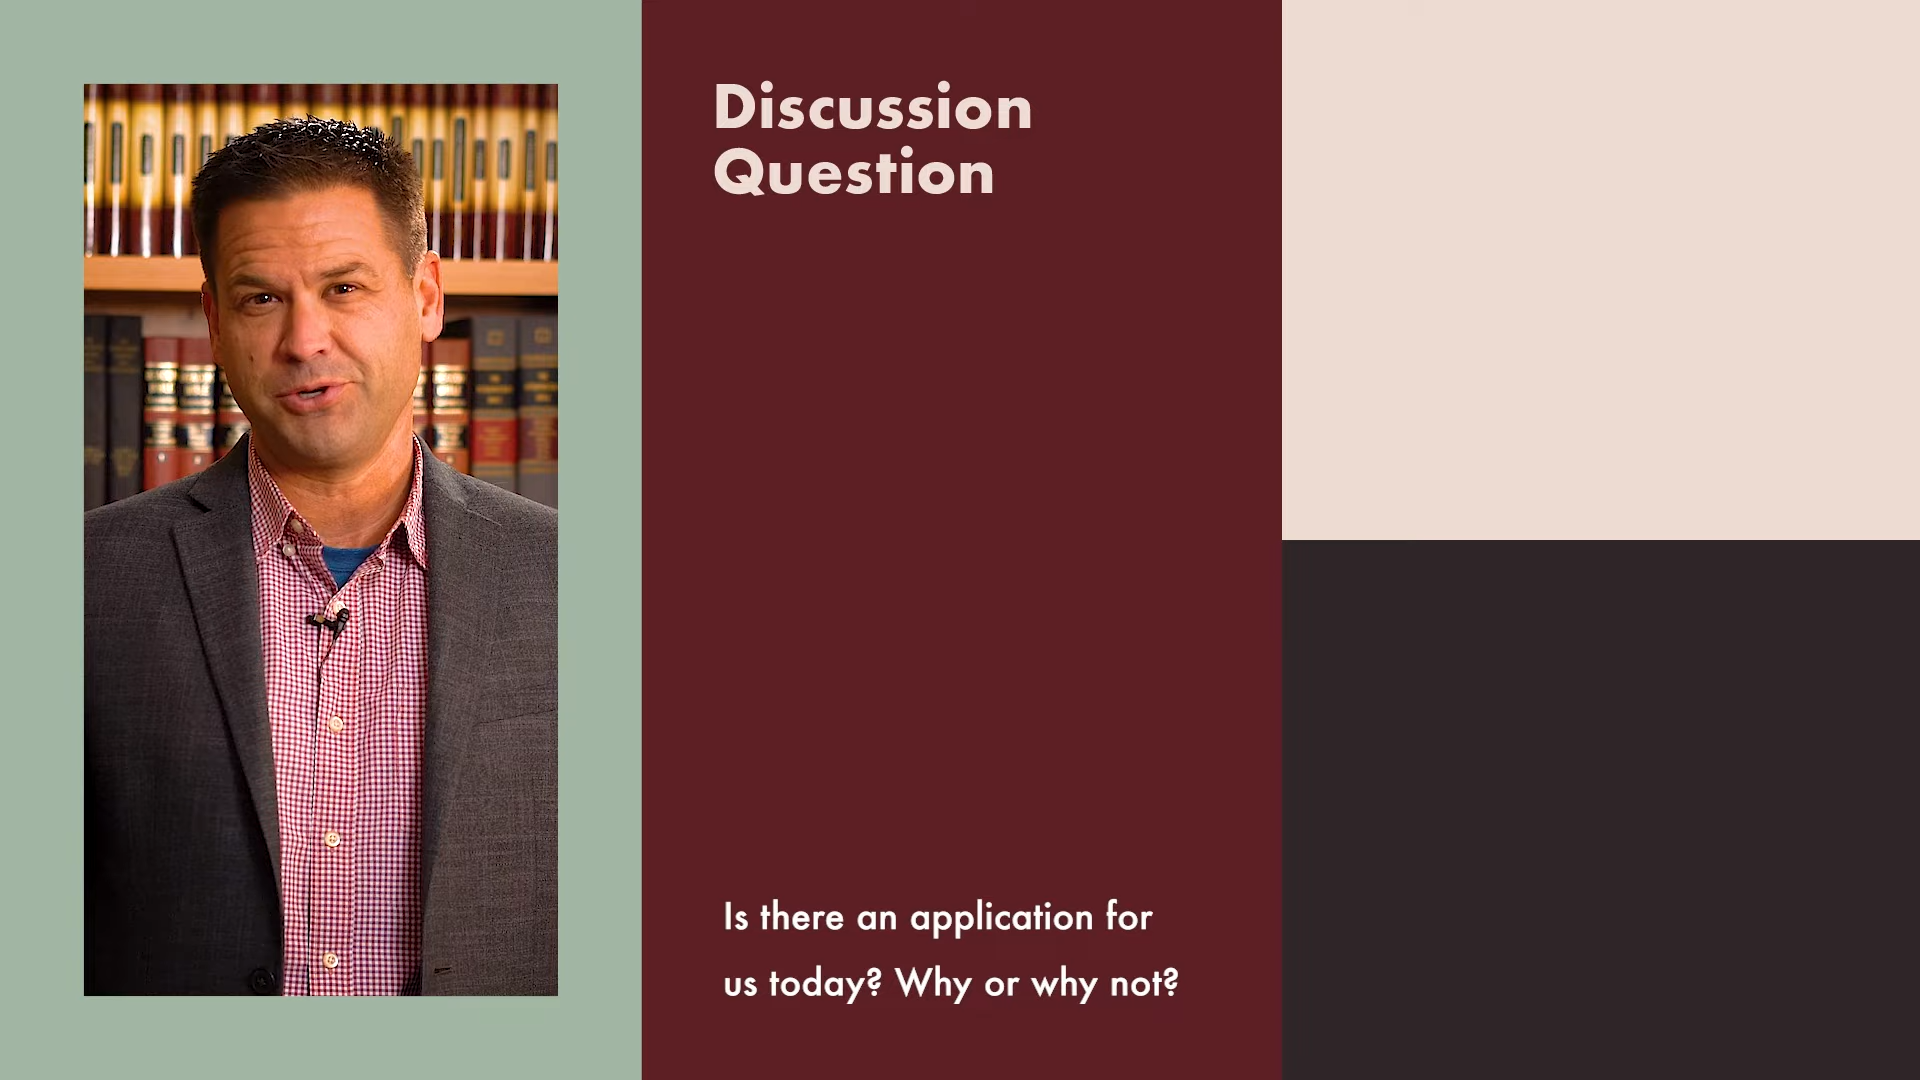 Discussion
Question
Is there an application for
us today? Why or why not?